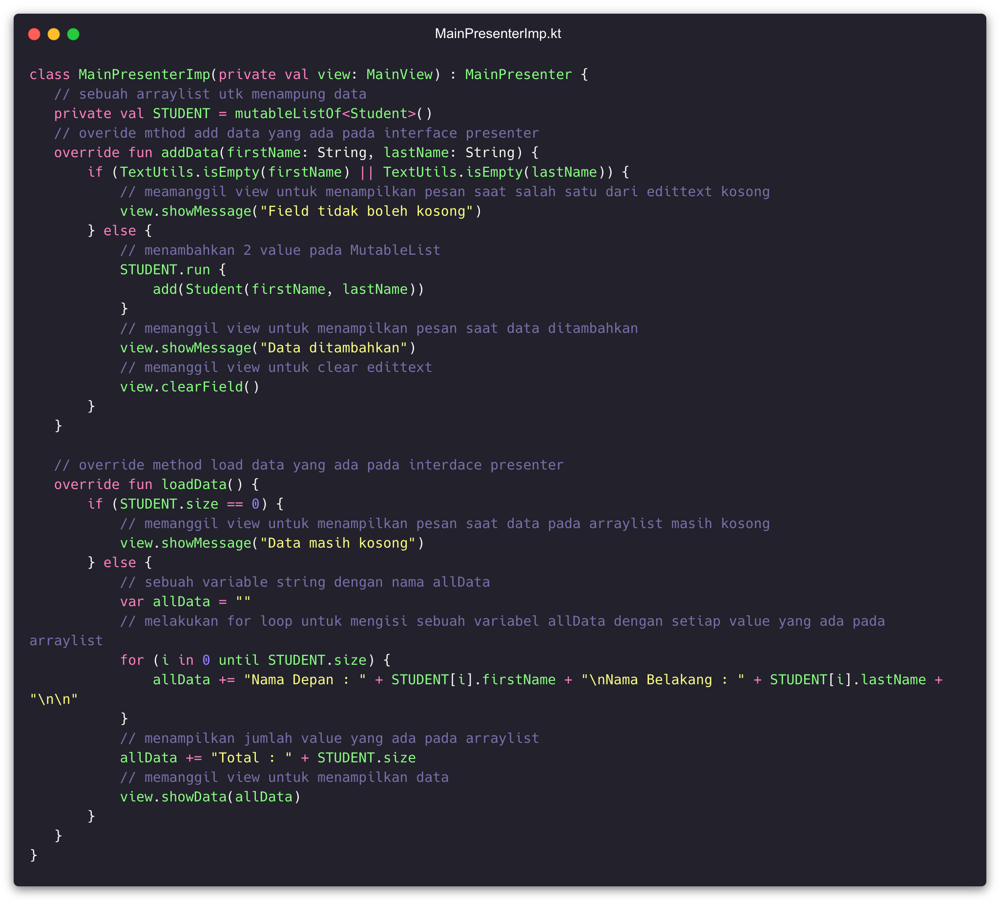 MainPresenterImp.kt
class MainPresenterImp(private val view: MainView) : MainPresenter {
   // sebuah arraylist utk menampung data
   private val STUDENT = mutableListOf<Student>()
   // overide mthod add data yang ada pada interface presenter
   override fun addData(firstName: String, lastName: String) {
       if (TextUtils.isEmpty(firstName) || TextUtils.isEmpty(lastName)) {
           // meamanggil view untuk menampilkan pesan saat salah satu dari edittext kosong
           view.showMessage("Field tidak boleh kosong")
       } else {
           // menambahkan 2 value pada MutableList
           STUDENT.run {
               add(Student(firstName, lastName))
           }
           // memanggil view untuk menampilkan pesan saat data ditambahkan
           view.showMessage("Data ditambahkan")
           // memanggil view untuk clear edittext
           view.clearField()
       }
   }

   // override method load data yang ada pada interdace presenter
   override fun loadData() {
       if (STUDENT.size == 0) {
           // memanggil view untuk menampilkan pesan saat data pada arraylist masih kosong
           view.showMessage("Data masih kosong")
       } else {
           // sebuah variable string dengan nama allData
           var allData = ""
           // melakukan for loop untuk mengisi sebuah variabel allData dengan setiap value yang ada pada
arraylist
           for (i in 0 until STUDENT.size) {
               allData += "Nama Depan : " + STUDENT[i].firstName + "\nNama Belakang : " + STUDENT[i].lastName +
"\n\n"
           }
           // menampilkan jumlah value yang ada pada arraylist
           allData += "Total : " + STUDENT.size
           // memanggil view untuk menampilkan data
           view.showData(allData)
       }
   }
}